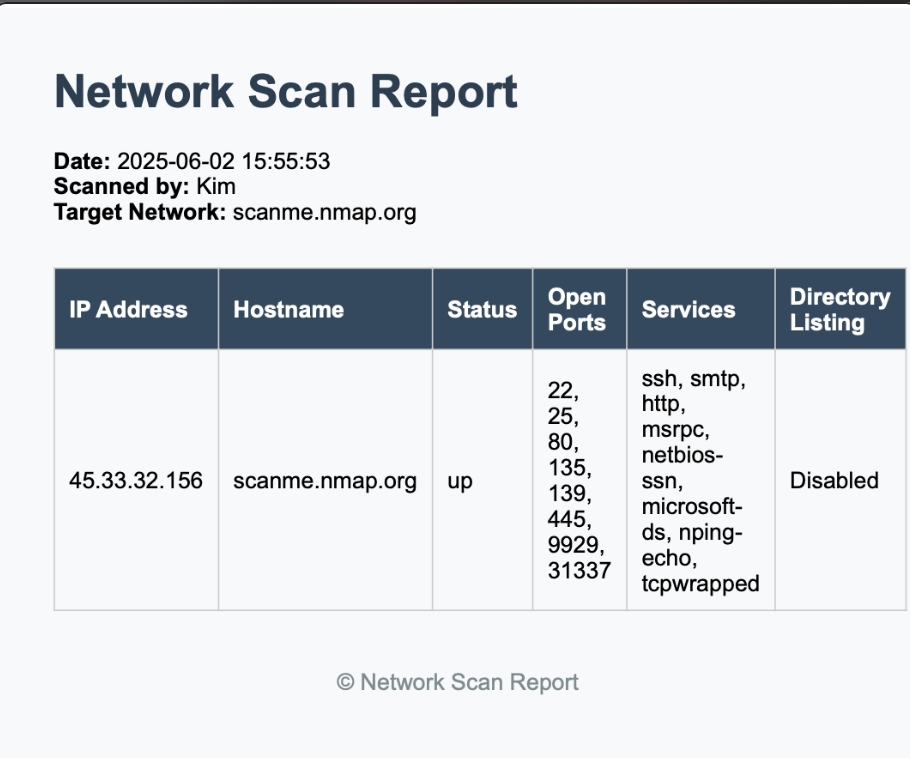 Network Scan Report
Date: 2025-06-02 15:55:53
Scanned by: Kim
Target Network: scanme.nmap.org
IP Address
Hostname
Status
Open
Ports
Services
Directory
Listing
45.33.32.156
scanme.nmap.org
up
22,
25,
80,
135,
139,
445,
9929,
31337
ssh, smtp,
http,
msrpc,
netbios-
ssn,
microsoft-
ds, nping-
echo,
tcpwrapped
Disabled
© Network Scan Report